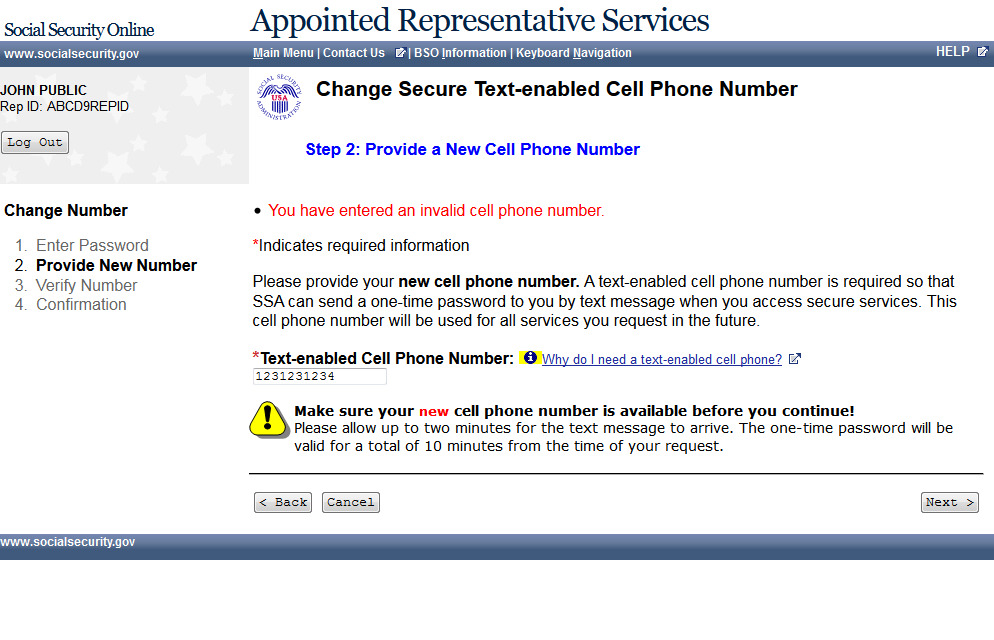 Social Security Online
Appointed Representative Services
www.socialsecurity.gov
Main Menu | Contact Us | BSO Information | Keyboard Navigation
HELP
JOHN PUBLIC
Rep ID: ABCD9REPID
Log Out
SOCIAL SECURITY
USA
ADMINISTRATION
Change Secure Text-enabled Cell Phone Number
Step 2: Provide a New Cell Phone Number
Change Number
1. Enter Password
2. Provide New Number
3. Verify Number
4. Confirmation
• You have entered an invalid cell phone number.
*Indicates required information
Please provide your new cell phone number. A text-enabled cell phone number is required so that
SSA can send a one-time password to you by text message when you access secure services. This
cell phone number will be used for all services you request in the future.
*Text-enabled Cell Phone Number: Why do I need a text-enabled cell phone?
1231231234
Make sure your new cell phone number is available before you continue!
Please allow up to two minutes for the text message to arrive. The one-time password will be
valid for a total of 10 minutes from the time of your request.
< Back Cancel Next >
www.socialsecurity.gov